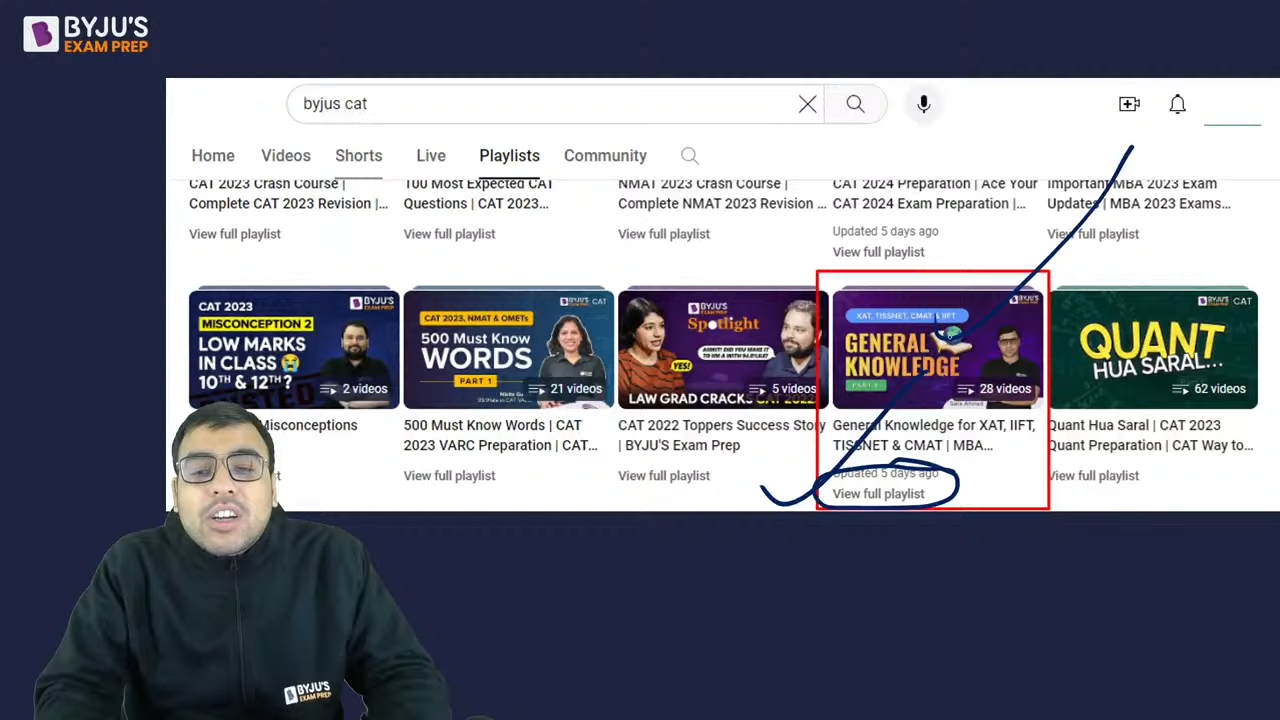 BYJU'S
EXAM PREP
byjus cat
Home Videos Shorts Live Playlists Community
CAT 2023 Crash Course |
Complete CAT 2023 Revision |...
View full playlist
100 Most Expected CAT
Questions | CAT 2023...
View full playlist
NMAT 2023 Crash Course |
Complete NMAT 2023 Revision ...
View full playlist
CAT 2024 Preparation | Ace Your
CAT 2024 Exam Preparation |...
Updated 5 days ago
View full playlist
Important MBA 2023 Exam
Updates | MBA 2023 Exams...
View full playlist
CAT 2023
BYJU'S
MISCONCEPTION 2
LOW MARKS
IN CLASS
10TH & 12TH?
2 videos
Misconceptions
BYJU'S CAT
CAT 2023, NMAT & OMETs
500 Must Know
WORDS
PART 1
21 videos
500 Must Know Words | CAT
2023 VARC Preparation | CAT...
View full playlist
BYJU'S
Spotlight
YES!
5 videos
LAW GRAD CRACKS CAT 2022
CAT 2022 Toppers Success Story
| BYJU'S Exam Prep
View full playlist
BYJU'S
XAT, TISSNET, CMAT & IIFT
GENERAL
KNOWLEDGE
28 videos
General Knowledge for XAT, IIFT,
TISSNET & CMAT | MBA...
Updated 5 days ago
View full playlist
BYJU'S CAT
QUANT
HUA SARAL...
62 videos
Quant Hua Saral | CAT 2023
Quant Preparation | CAT Way to...
View full playlist
BYJU'S
EXAM PREP